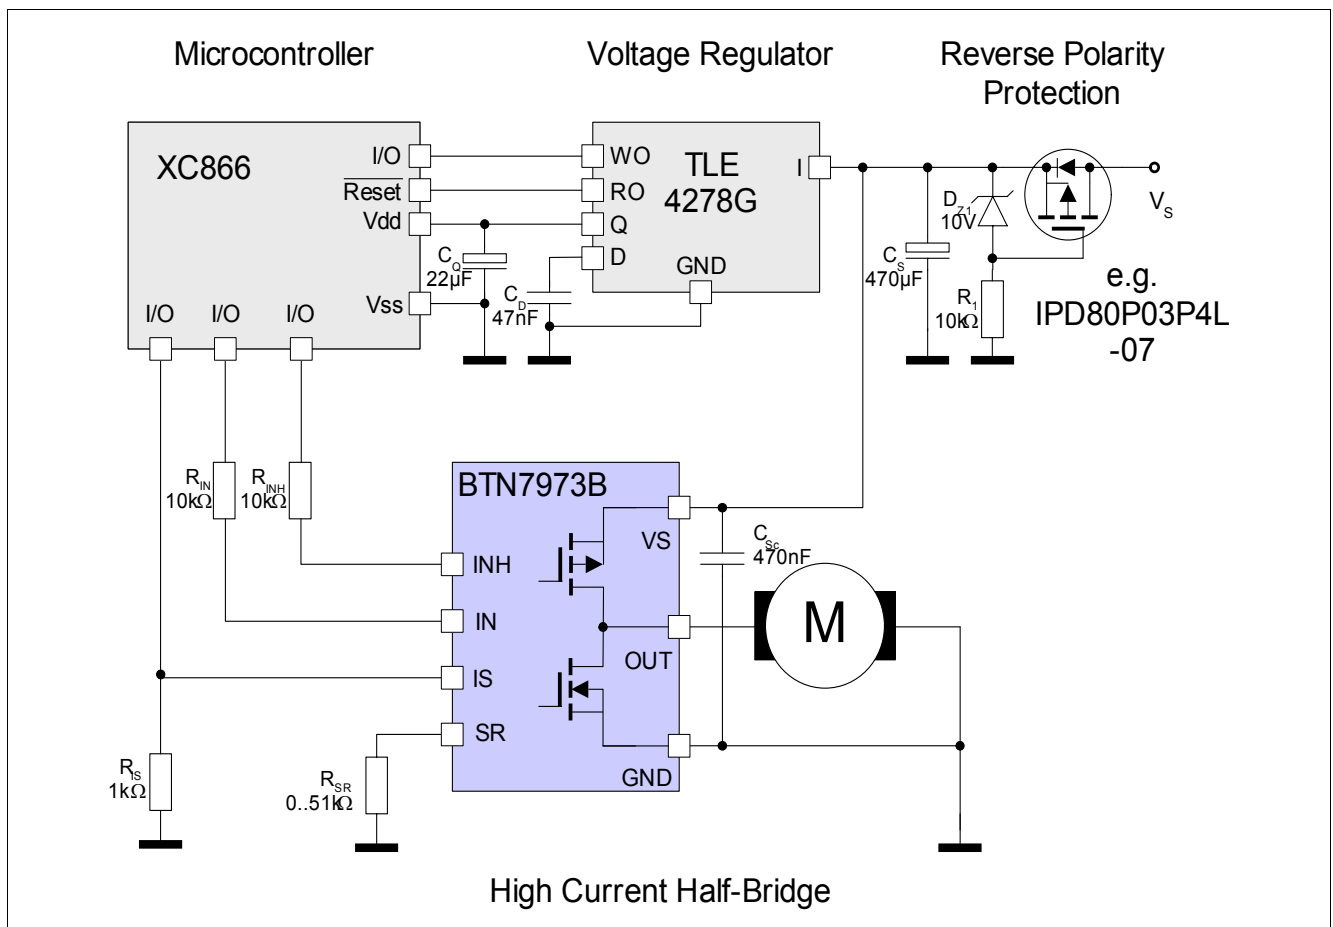 Microcontroller
Voltage Regulator
Reverse Polarity
Protection
XC866
I/O
Reset
Vdd
Vss
I/O
I/O
I/O
WO
RO
Q
D
TLE
4278G
I
GND
C_Q
22µF
C_D
47nF
C_S
470µF
D_Z1
10V
R_1
10kΩ
V_S
e.g.
IPD80P03P4L
-07
R_IN
10kΩ
R_INH
10kΩ
BTN7973B
INH
IN
IS
SR
VS
OUT
GND
C_Sc
470nF
M
R_IS
1kΩ
R_SR
0..51kΩ
High Current Half-Bridge